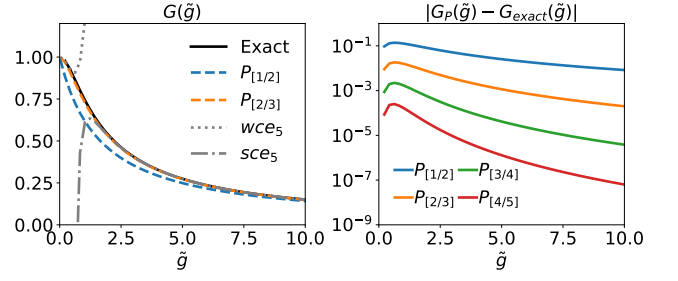 G(g̃)
1.00
0.75
0.50
0.25
0.00
Exact
P[1/2]
P[2/3]
wce5
sce5
0.0 2.5 5.0 7.5 10.0
g̃
|G_P(g̃) − G_exact(g̃)|
10⁻¹
10⁻³
10⁻⁵
10⁻⁷
10⁻⁹
P[1/2] P[3/4]
P[2/3] P[4/5]
0.0 2.5 5.0 7.5 10.0
g̃